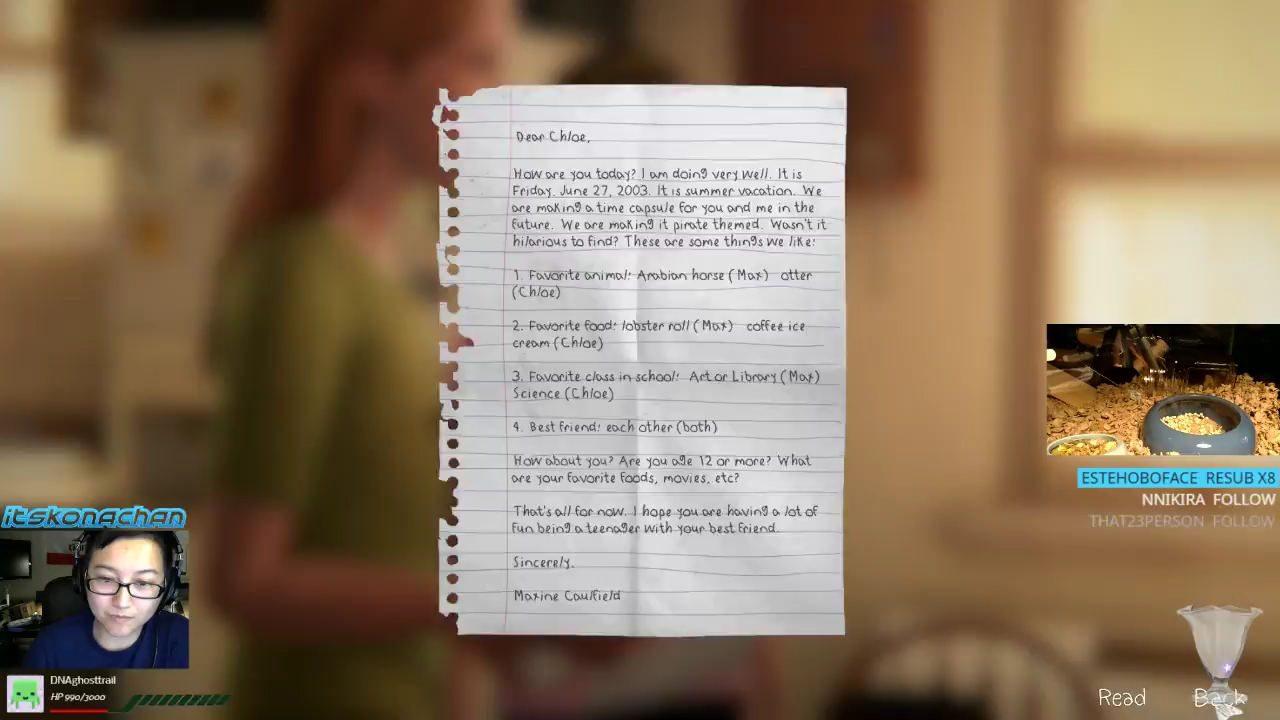 Dear Chloe,
How are you today? I am doing very well. It is
Friday. June 27, 2003. It is summer vacation. We
are making a time capsule for you and me in the
future. We are making it pirate themed. Wasn't it
hilarious to find? These are some things we like:
1. Favorite animal: Arabian horse (Max) otter
(Chloe)
2. Favorite food: lobster roll (Max) coffee ice
cream (Chloe)
3. Favorite class in school: Art or Library (Max)
Science (Chloe)
4. Best friend: each other (both)
How about you? Are you age 12 or more? What
are your favorite foods, movies, etc?
That's all for now. I hope you are having a lot of
fun being a teenager with your best friend.
Sincerely.
Maxine Caulfield
ESTEHOBOFACE RESUB X8
NNIKIRA FOLLOW
THAT23PERSON FOLLOW
itskonachan
DNAghosttrail
HP 990/3000
Read Back